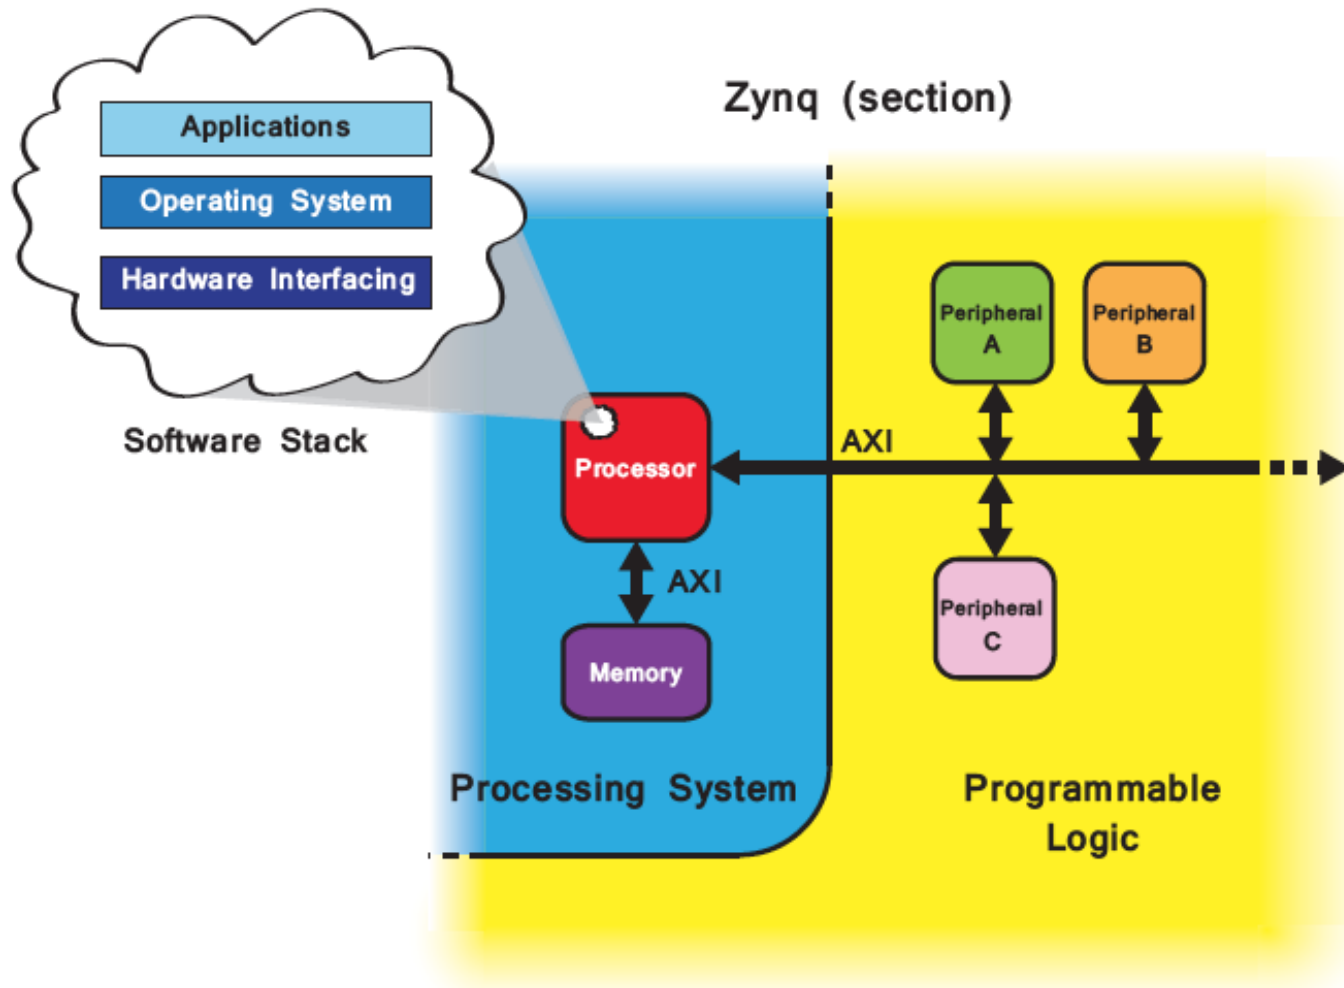 Zynq (section)
Applications
Operating System
Hardware Interfacing
Software Stack
Processor
AXI
Memory
Processing System
AXI
Peripheral
A
Peripheral
B
Peripheral
C
Programmable
Logic